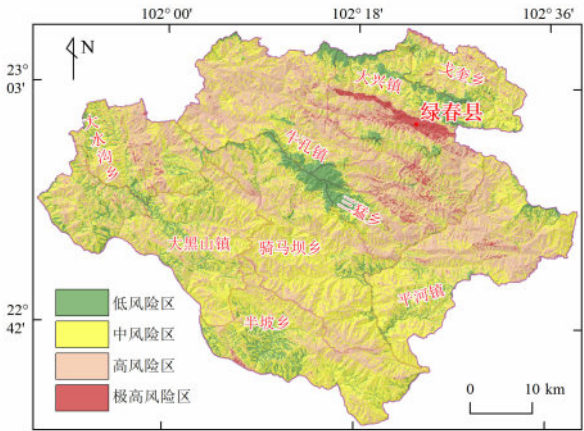 102° 00′
102° 18′
102° 36′
N
23°
03′
22°
42′
戈奎乡
大兴镇
绿春县
大水沟乡
牛孔镇
三猛乡
大黑山镇
骑马坝乡
平河镇
半坡乡
低风险区
中风险区
高风险区
极高风险区
0 10 km